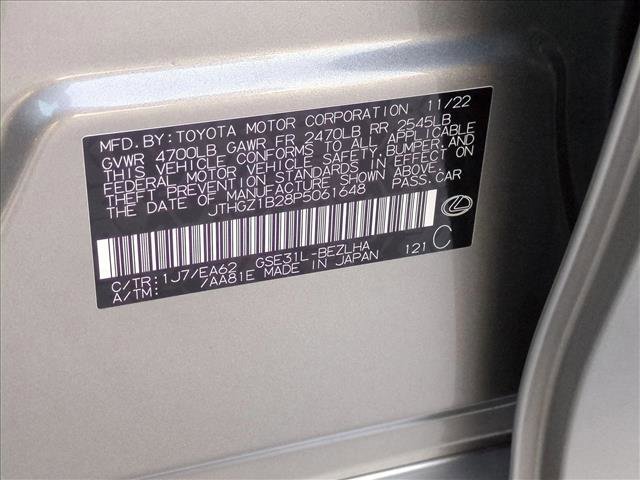 MFD.BY:TOYOTA MOTOR CORPORATION 11/22
GVWR 4700LB GAWR FR 2470LB RR 2545LB
THIS VEHICLE CONFORMS TO ALL APPLICABLE
FEDERAL MOTOR VEHICLE SAFETY,BUMPER,AND
THEFT PREVENTION STANDARDS IN EFFECT ON
THE DATE OF MANUFACTURE SHOWN ABOVE.
JTHGZ1B28P5061648 PASS.CAR
C/TR:1J7/EA62 GSE31L-BEZLHA 121 C
A/TM: /AA81E MADE IN JAPAN